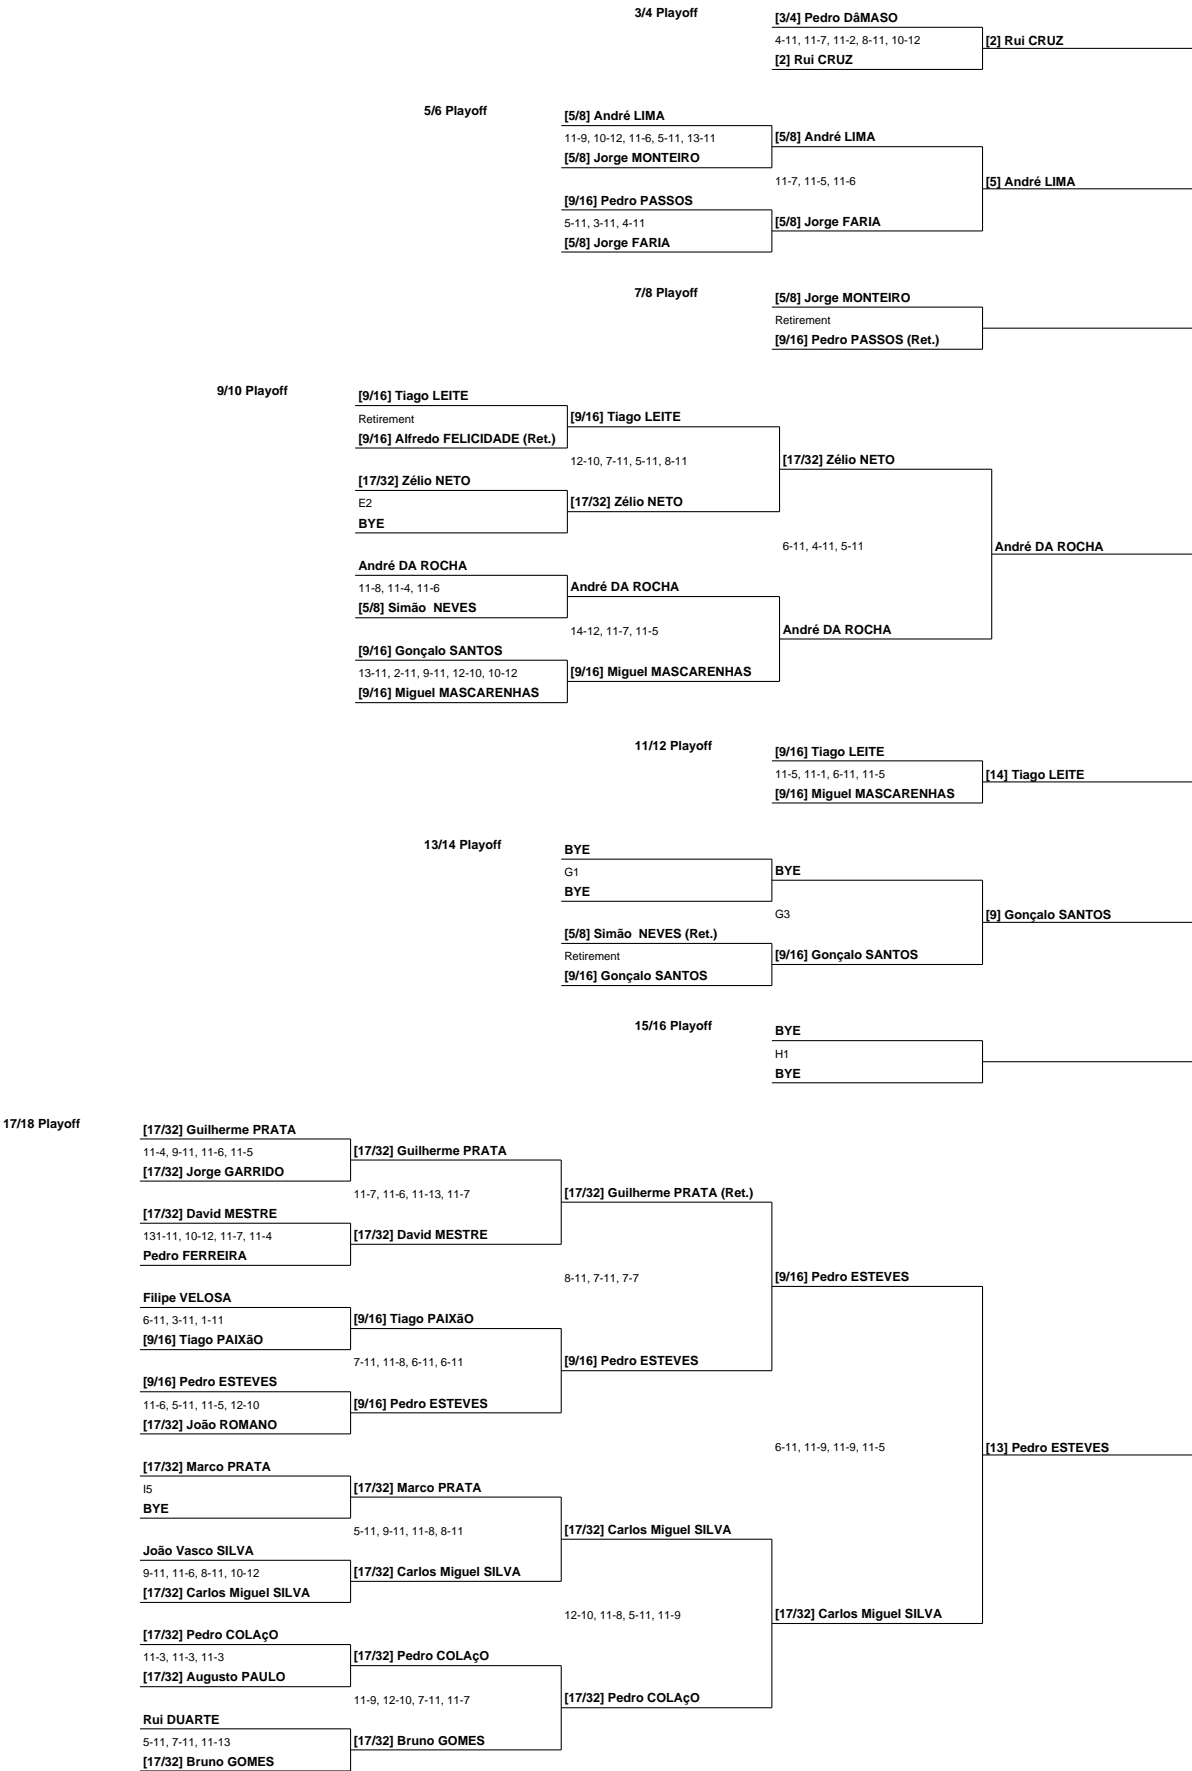 3/4 Playoff
[3/4] Pedro DâMASO
4-11, 11-7, 11-2, 8-11, 10-12
[2] Rui CRUZ
[2] Rui CRUZ
5/6 Playoff
[5/8] André LIMA
11-9, 10-12, 11-6, 5-11, 13-11
[5/8] André LIMA
[5/8] Jorge MONTEIRO
11-7, 11-5, 11-6
[5] André LIMA
[9/16] Pedro PASSOS
5-11, 3-11, 4-11
[5/8] Jorge FARIA
[5/8] Jorge FARIA
7/8 Playoff
[5/8] Jorge MONTEIRO
Retirement
[9/16] Pedro PASSOS (Ret.)
9/10 Playoff
[9/16] Tiago LEITE
Retirement
[9/16] Tiago LEITE
[9/16] Alfredo FELICIDADE (Ret.)
12-10, 7-11, 5-11, 8-11
[17/32] Zélio NETO
[17/32] Zélio NETO
E2
[17/32] Zélio NETO
BYE
6-11, 4-11, 5-11
André DA ROCHA
André DA ROCHA
11-8, 11-4, 11-6
André DA ROCHA
[5/8] Simão  NEVES
14-12, 11-7, 11-5
André DA ROCHA
[9/16] Gonçalo SANTOS
13-11, 2-11, 9-11, 12-10, 10-12
[9/16] Miguel MASCARENHAS
[9/16] Miguel MASCARENHAS
11/12 Playoff
[9/16] Tiago LEITE
11-5, 11-1, 6-11, 11-5
[14] Tiago LEITE
[9/16] Miguel MASCARENHAS
13/14 Playoff
BYE
G1
BYE
BYE
G3
[9] Gonçalo SANTOS
[5/8] Simão  NEVES (Ret.)
Retirement
[9/16] Gonçalo SANTOS
[9/16] Gonçalo SANTOS
15/16 Playoff
BYE
H1
BYE
17/18 Playoff
[17/32] Guilherme PRATA
11-4, 9-11, 11-6, 11-5
[17/32] Guilherme PRATA
[17/32] Jorge GARRIDO
11-7, 11-6, 11-13, 11-7
[17/32] Guilherme PRATA (Ret.)
[17/32] David MESTRE
131-11, 10-12, 11-7, 11-4
[17/32] David MESTRE
Pedro FERREIRA
8-11, 7-11, 7-7
[9/16] Pedro ESTEVES
Filipe VELOSA
6-11, 3-11, 1-11
[9/16] Tiago PAIXãO
[9/16] Tiago PAIXãO
7-11, 11-8, 6-11, 6-11
[9/16] Pedro ESTEVES
[9/16] Pedro ESTEVES
11-6, 5-11, 11-5, 12-10
[9/16] Pedro ESTEVES
[17/32] João ROMANO
6-11, 11-9, 11-9, 11-5
[13] Pedro ESTEVES
[17/32] Marco PRATA
I5
[17/32] Marco PRATA
BYE
5-11, 9-11, 11-8, 8-11
[17/32] Carlos Miguel SILVA
João Vasco SILVA
9-11, 11-6, 8-11, 10-12
[17/32] Carlos Miguel SILVA
[17/32] Carlos Miguel SILVA
12-10, 11-8, 5-11, 11-9
[17/32] Carlos Miguel SILVA
[17/32] Pedro COLAçO
11-3, 11-3, 11-3
[17/32] Pedro COLAçO
[17/32] Augusto PAULO
11-9, 12-10, 7-11, 11-7
[17/32] Pedro COLAçO
Rui DUARTE
5-11, 7-11, 11-13
[17/32] Bruno GOMES
[17/32] Bruno GOMES